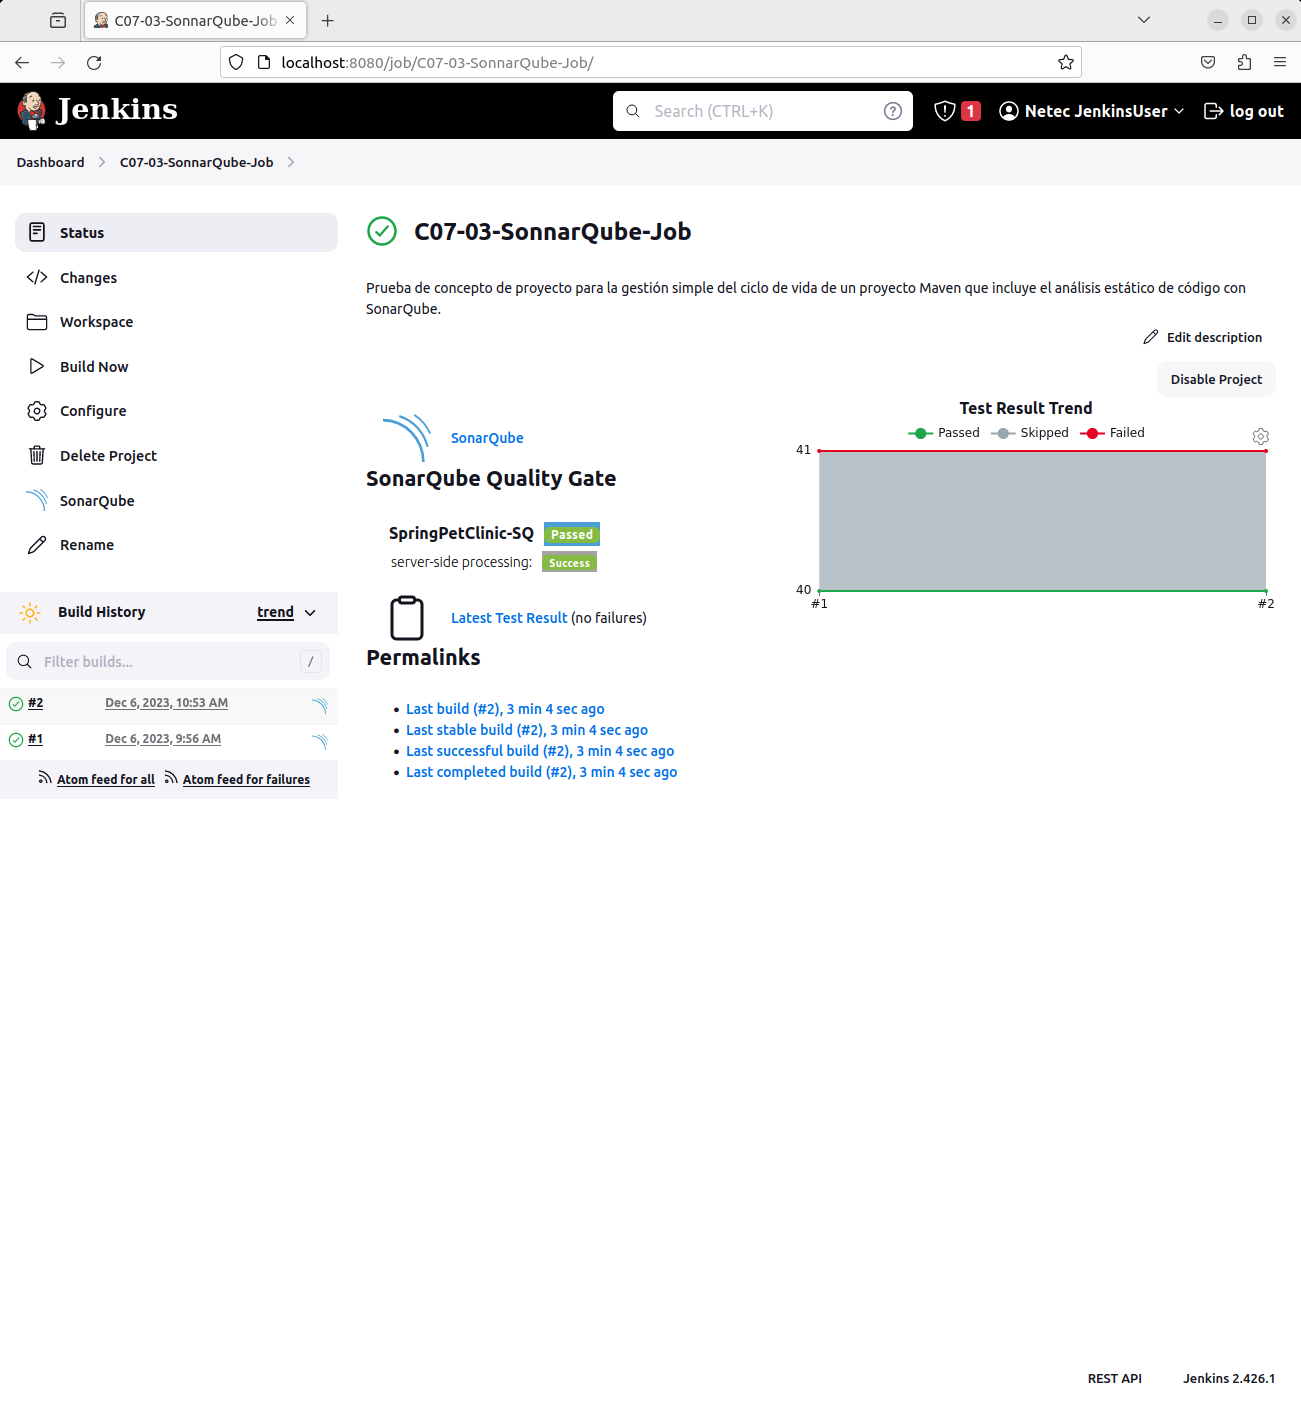 C07-03-SonnarQube-Job
localhost:8080/job/C07-03-SonnarQube-Job/
Jenkins
Search (CTRL+K)
1
Netec JenkinsUser
log out
Dashboard
C07-03-SonnarQube-Job
Status
Changes
Workspace
Build Now
Configure
Delete Project
SonarQube
Rename
Build History
trend
Filter builds...
/
#2
Dec 6, 2023, 10:53 AM
#1
Dec 6, 2023, 9:56 AM
Atom feed for all
Atom feed for failures
C07-03-SonnarQube-Job
Prueba de concepto de proyecto para la gestión simple del ciclo de vida de un proyecto Maven que incluye el análisis estático de código con
SonarQube.
Edit description
Disable Project
SonarQube
SonarQube Quality Gate
SpringPetClinic-SQ Passed
server-side processing: Success
Latest Test Result (no failures)
Permalinks
Last build (#2), 3 min 4 sec ago
Last stable build (#2), 3 min 4 sec ago
Last successful build (#2), 3 min 4 sec ago
Last completed build (#2), 3 min 4 sec ago
Test Result Trend
Passed Skipped Failed
41
40
#1 #2
REST API
Jenkins 2.426.1